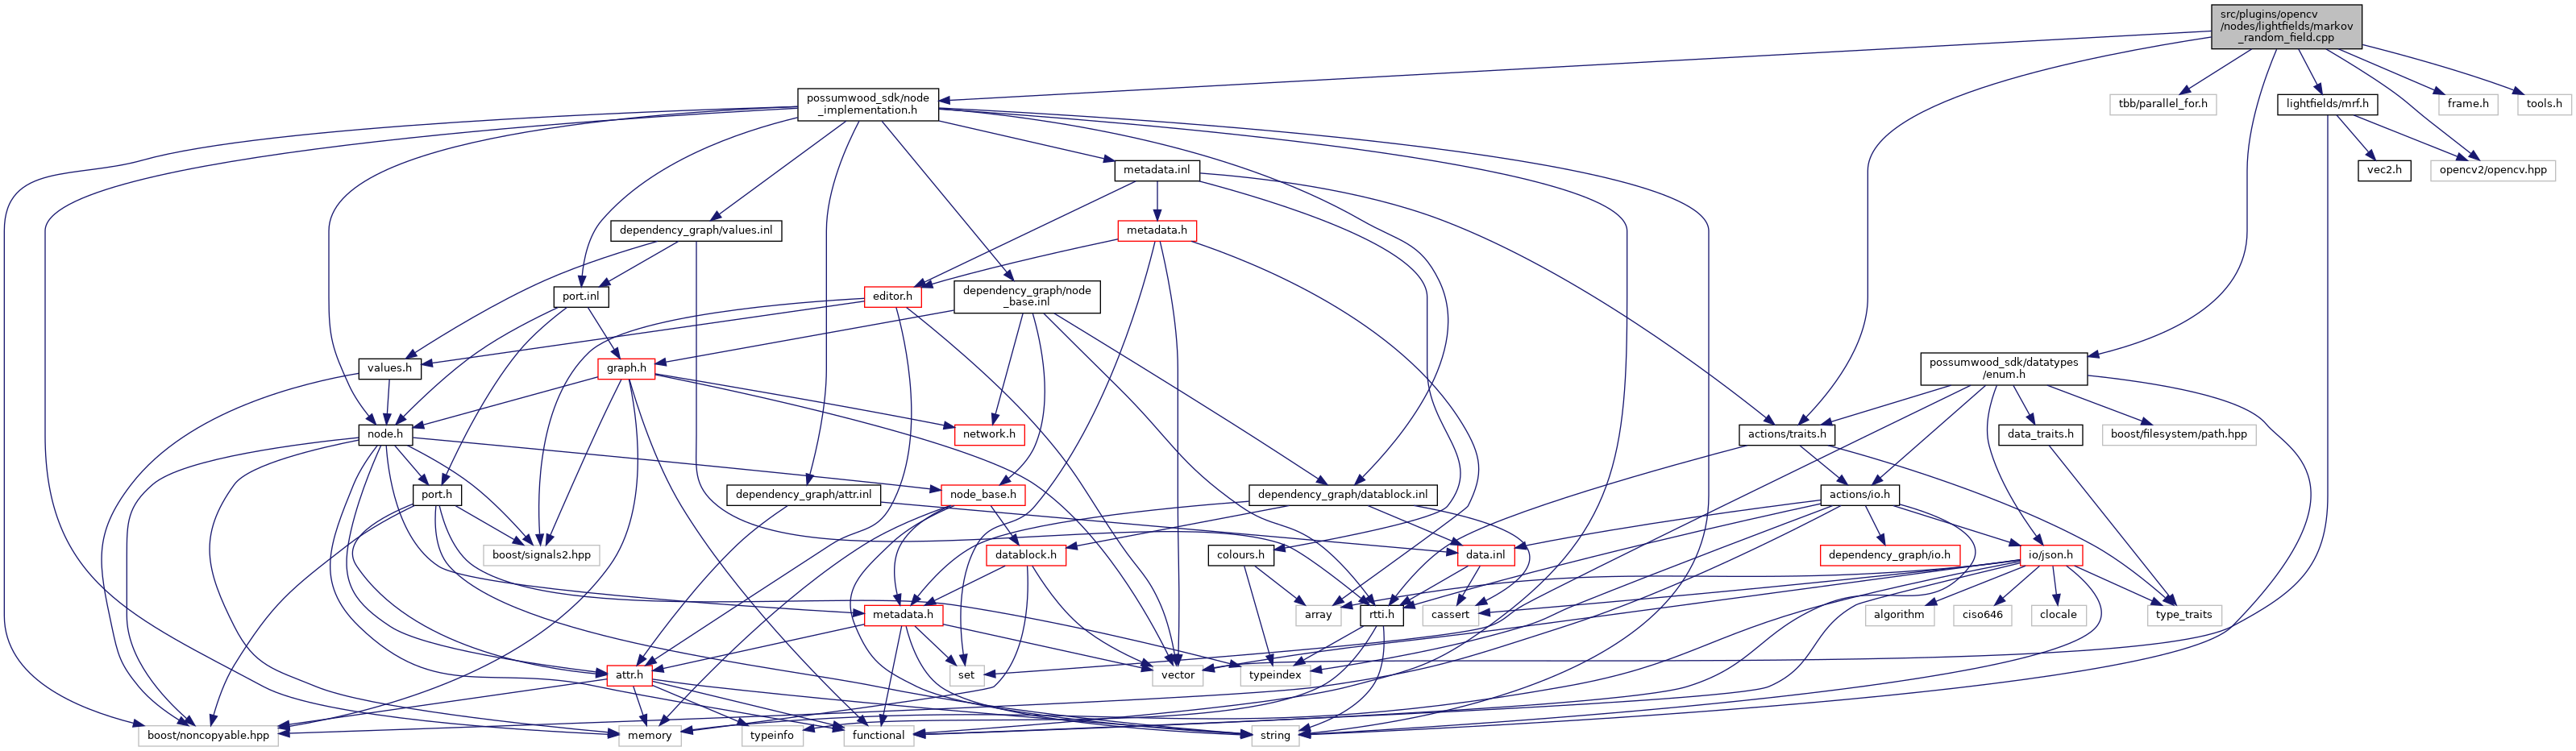 src/plugins/opencv
/nodes/lightfields/markov
_random_field.cpp
possumwood_sdk/node
_implementation.h
tbb/parallel_for.h
lightfields/mrf.h
frame.h
tools.h
metadata.inl
vec2.h
opencv2/opencv.hpp
dependency_graph/values.inl
metadata.h
port.inl
editor.h
dependency_graph/node
_base.inl
values.h
graph.h
possumwood_sdk/datatypes
/enum.h
node.h
network.h
actions/traits.h
data_traits.h
boost/filesystem/path.hpp
port.h
dependency_graph/attr.inl
node_base.h
dependency_graph/datablock.inl
actions/io.h
boost/signals2.hpp
datablock.h
colours.h
data.inl
dependency_graph/io.h
io/json.h
metadata.h
array
rtti.h
cassert
algorithm
ciso646
clocale
type_traits
attr.h
set
vector
typeindex
boost/noncopyable.hpp
memory
typeinfo
functional
string